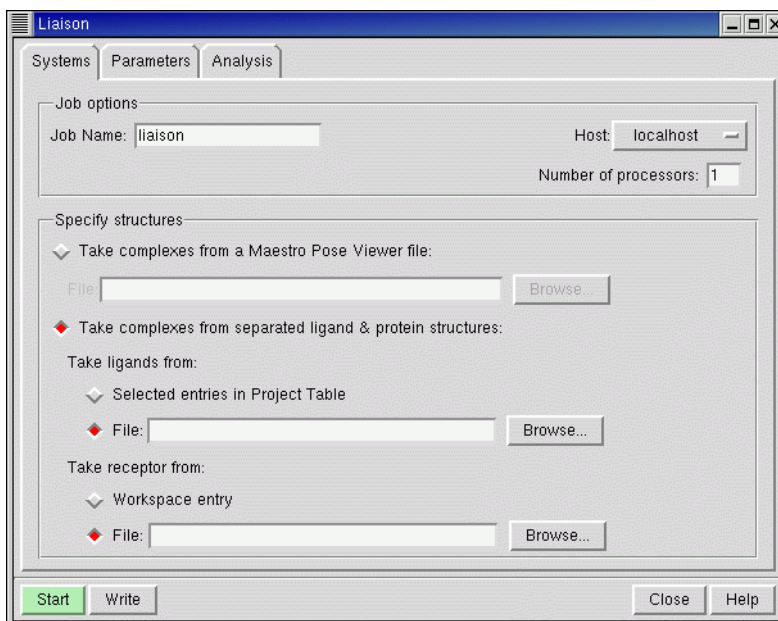 Liaison
Systems Parameters Analysis
Job options
Job Name: liaison Host: localhost
Number of processors: 1
Specify structures
Take complexes from a Maestro Pose Viewer file:
File: Browse...
Take complexes from separated ligand & protein structures:
Take ligands from:
Selected entries in Project Table
File: Browse...
Take receptor from:
Workspace entry
File: Browse...
Start Write Close Help